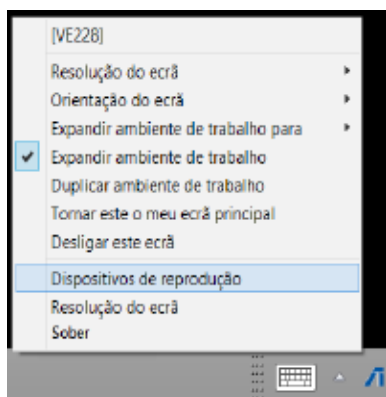 [VE228]
Resolução do ecrã
Orientação do ecrã
Expandir ambiente de trabalho para
Expandir ambiente de trabalho
Duplicar ambiente de trabalho
Tornar este o meu ecrã principal
Desligar este ecrã
Dispositivos de reprodução
Resolução do ecrã
Sober